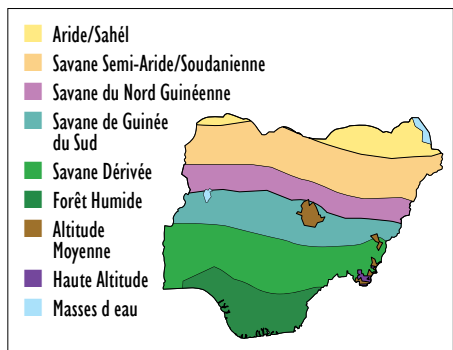 Aride/Sahél
Savane Semi-Aride/Soudanienne
Savane du Nord Guinéenne
Savane de Guinée
du Sud
Savane Dérivée
Forêt Humide
Altitude
Moyenne
Haute Altitude
Masses d eau